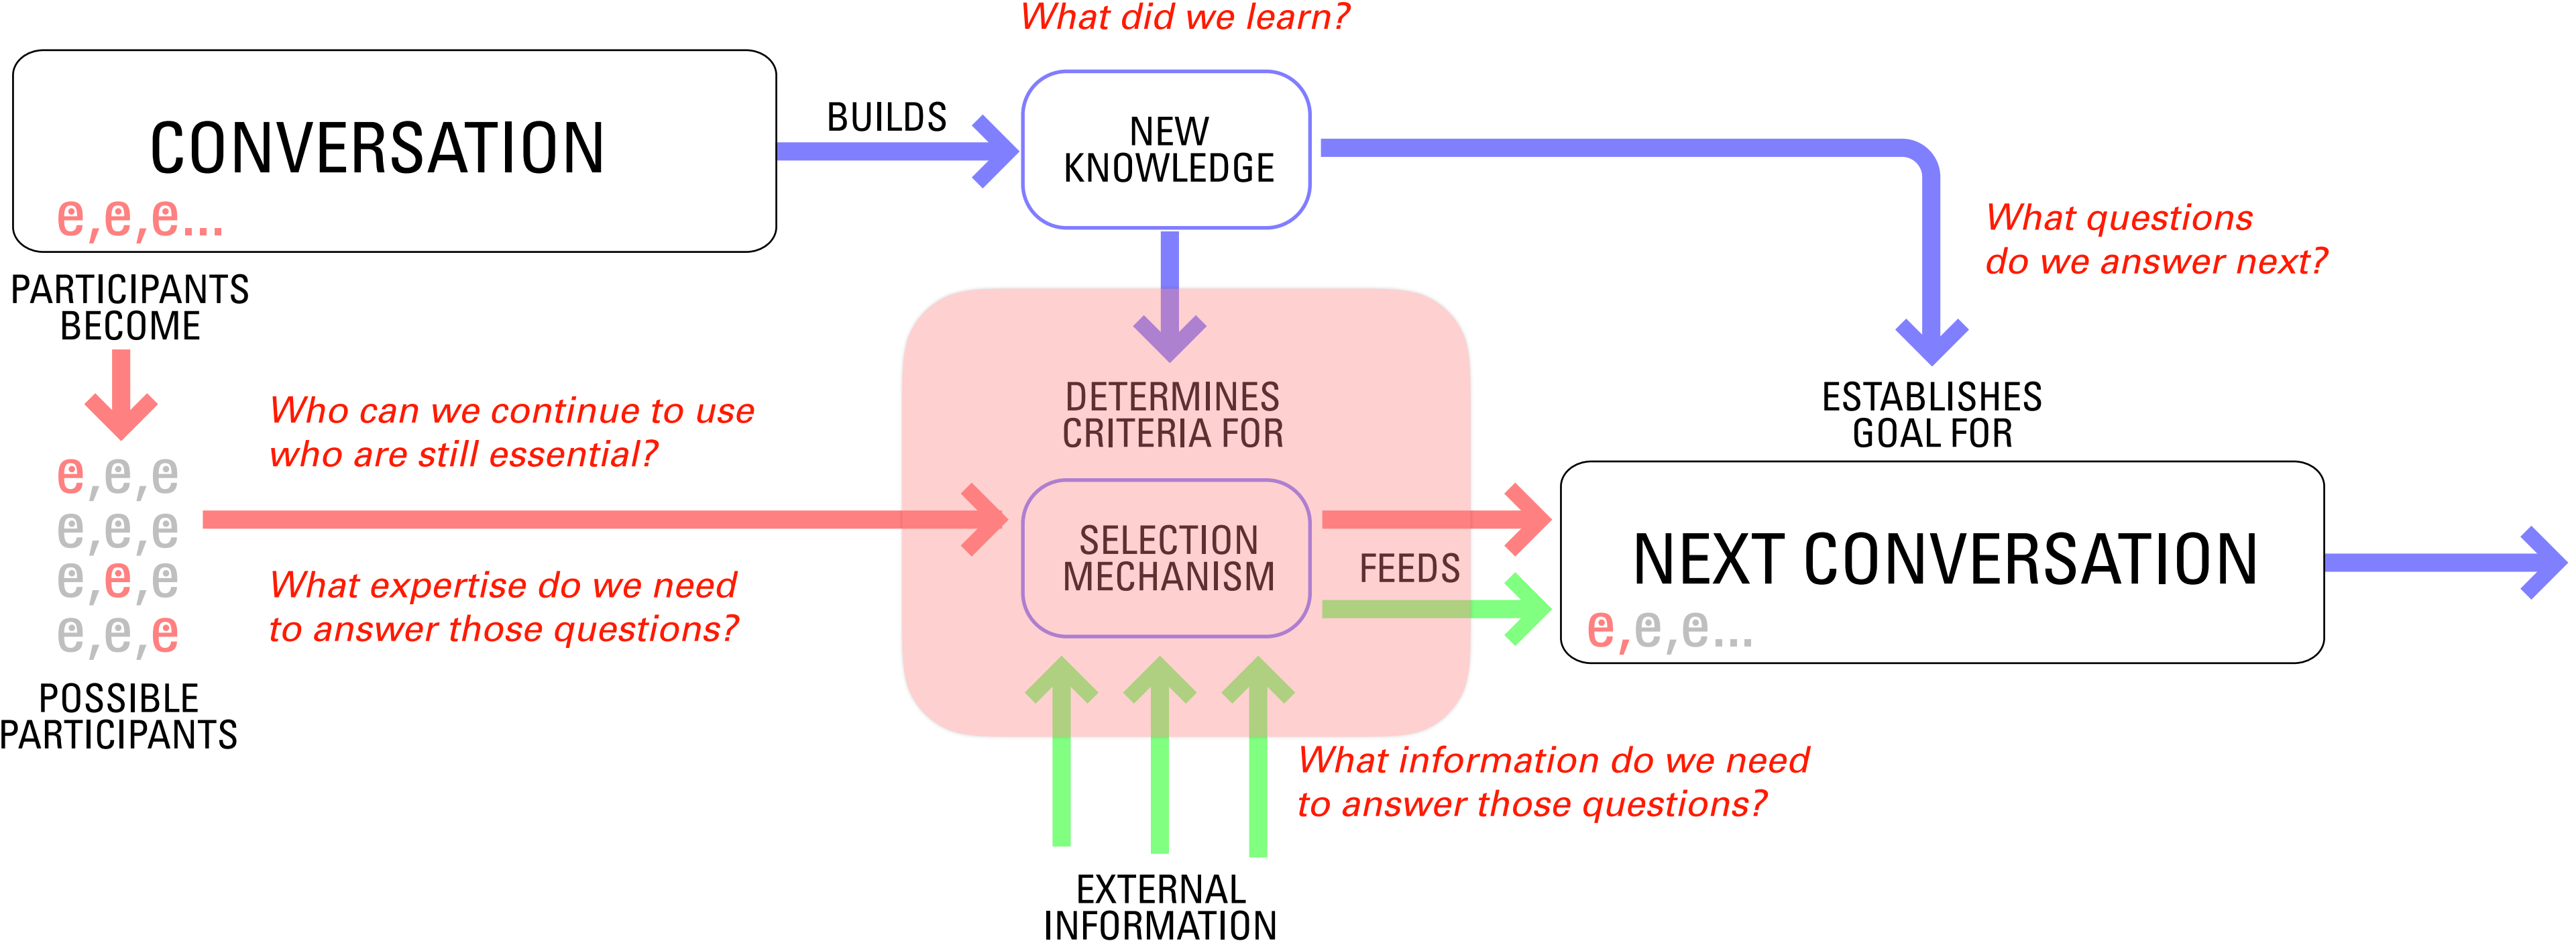 What did we learn?
CONVERSATION
e,e,e...
BUILDS
NEW
KNOWLEDGE
What questions
do we answer next?
PARTICIPANTS
BECOME
Who can we continue to use
who are still essential?
DETERMINES
CRITERIA FOR
ESTABLISHES
GOAL FOR
e,e,e
e,e,e
e,e,e
e,e,e
What expertise do we need
to answer those questions?
SELECTION
MECHANISM
FEEDS
NEXT CONVERSATION
e,e,e...
POSSIBLE
PARTICIPANTS
What information do we need
to answer those questions?
EXTERNAL
INFORMATION